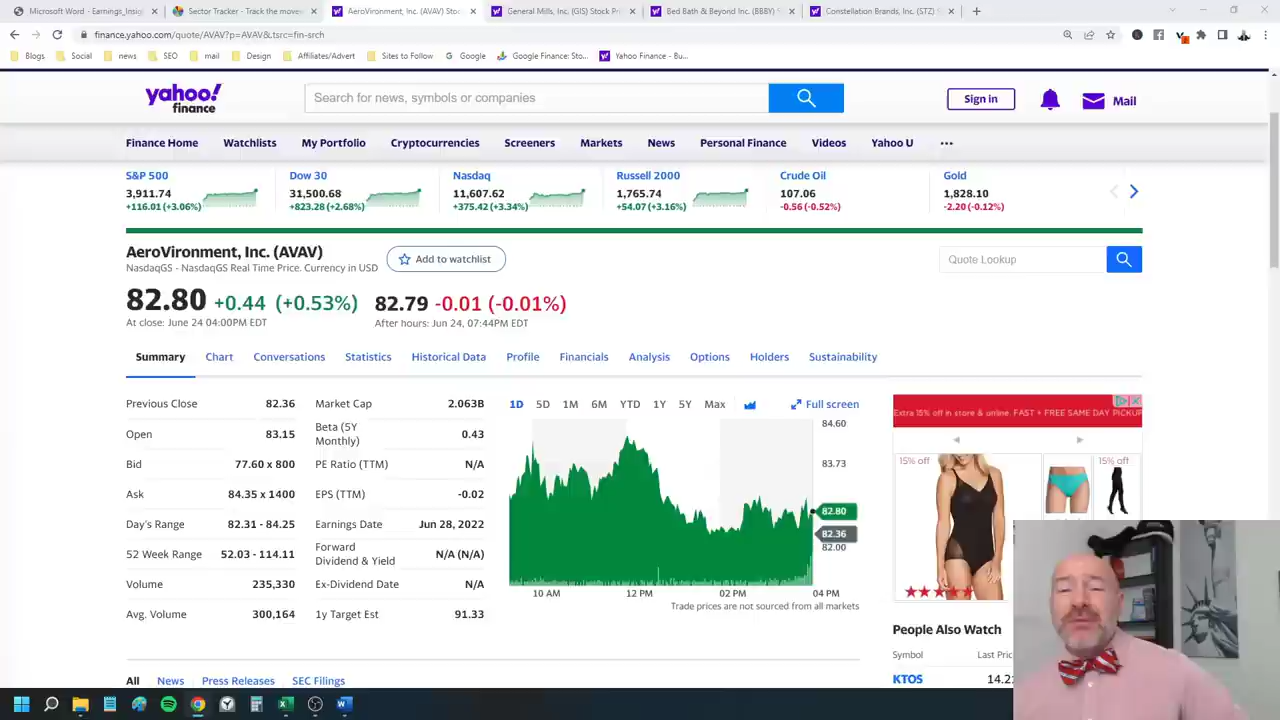 Microsoft Word - Earnings_Insig
Sector Tracker - Track the move
AeroVironment, Inc. (AVAV) Stoc
General Mills, Inc. (GIS) Stock Pri
Bed Bath & Beyond Inc. (BBBY) S
Constellation Brands, Inc. (STZ) S
finance.yahoo.com/quote/AVAV?p=AVAV&.tsrc=fin-srch
Blogs Social news SEO mail Design Affiliates/Advert Sites to Follow Google Google Finance: Sto... Yahoo Finance - Bu...
yahoo!
finance
Search for news, symbols or companies
Sign in
Mail
Finance Home Watchlists My Portfolio Cryptocurrencies Screeners Markets News Personal Finance Videos Yahoo U ...
S&P 500 Dow 30 Nasdaq Russell 2000 Crude Oil Gold
3,911.74 31,500.68 11,607.62 1,765.74 107.06 1,828.10
+116.01 (+3.06%) +823.28 (+2.68%) +375.42 (+3.34%) +54.07 (+3.16%) -0.56 (-0.52%) -2.20 (-0.12%)
AeroVironment, Inc. (AVAV)
NasdaqGS - NasdaqGS Real Time Price. Currency in USD
Add to watchlist
Quote Lookup
82.80 +0.44 (+0.53%) 82.79 -0.01 (-0.01%)
At close: June 24 04:00PM EDT After hours: Jun 24, 07:44PM EDT
Summary Chart Conversations Statistics Historical Data Profile Financials Analysis Options Holders Sustainability
Previous Close 82.36
Open 83.15
Bid 77.60 x 800
Ask 84.35 x 1400
Day's Range 82.31 - 84.25
52 Week Range 52.03 - 114.11
Volume 235,330
Avg. Volume 300,164
Market Cap 2.063B
Beta (5Y
Monthly) 0.43
PE Ratio (TTM) N/A
EPS (TTM) -0.02
Earnings Date Jun 28, 2022
Forward
Dividend & Yield N/A (N/A)
Ex-Dividend Date N/A
1y Target Est 91.33
1D 5D 1M 6M YTD 1Y 5Y Max Full screen
84.60
83.73
82.80
82.36
82.00
10 AM 12 PM 02 PM 04 PM
Trade prices are not sourced from all markets
Extra 15% off in store & online. FAST + FREE SAME DAY PICKUP
15% off 15% off
People Also Watch
Symbol Last Pric
KTOS 14.2
All News Press Releases SEC Filings